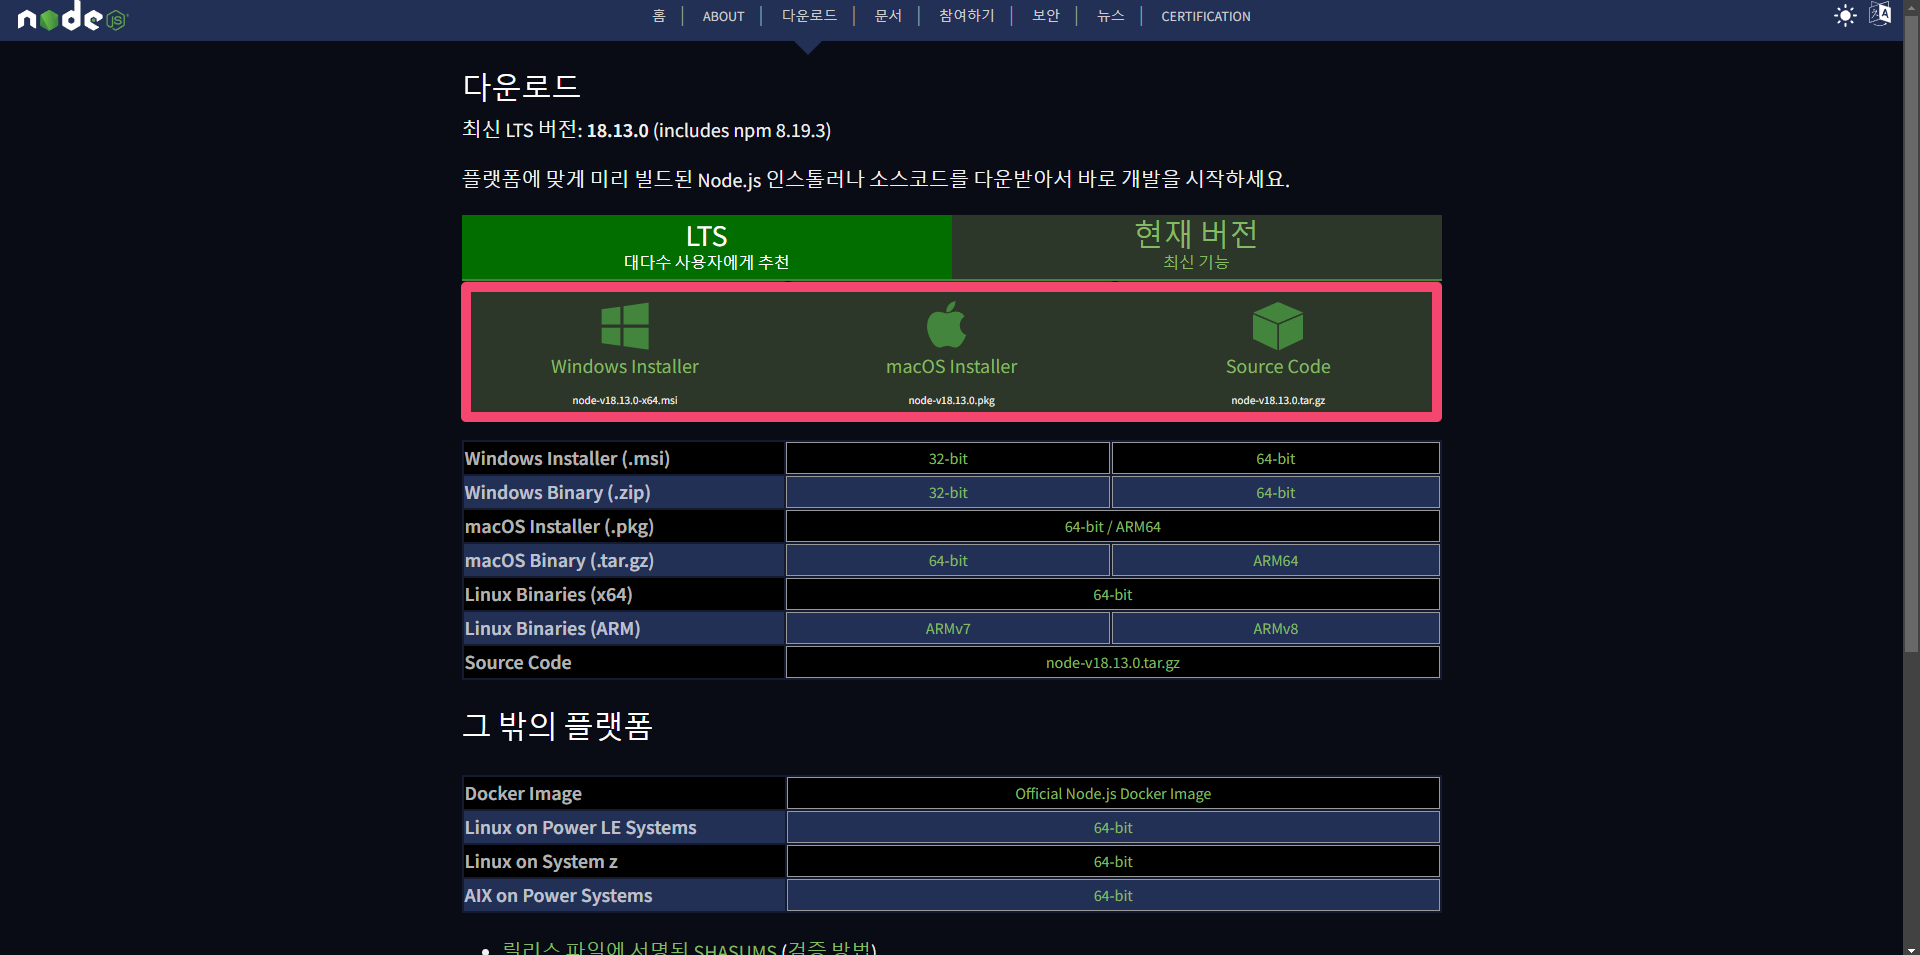 node JS
홈 ABOUT 다운로드 문서 참여하기 보안 뉴스 CERTIFICATION
다운로드
최신 LTS 버전: 18.13.0 (includes npm 8.19.3)
플랫폼에 맞게 미리 빌드된 Node.js 인스톨러나 소스코드를 다운받아서 바로 개발을 시작하세요.
LTS
대다수 사용자에게 추천
현재 버전
최신 기능
Windows Installer
node-v18.13.0-x64.msi
macOS Installer
node-v18.13.0.pkg
Source Code
node-v18.13.0.tar.gz
Windows Installer (.msi) 32-bit 64-bit
Windows Binary (.zip) 32-bit 64-bit
macOS Installer (.pkg) 64-bit / ARM64
macOS Binary (.tar.gz) 64-bit ARM64
Linux Binaries (x64) 64-bit
Linux Binaries (ARM) ARMv7 ARMv8
Source Code node-v18.13.0.tar.gz
그 밖의 플랫폼
Docker Image Official Node.js Docker Image
Linux on Power LE Systems 64-bit
Linux on System z 64-bit
AIX on Power Systems 64-bit
릴리스 파일에 서명된 SHASUMS (검증 방법)